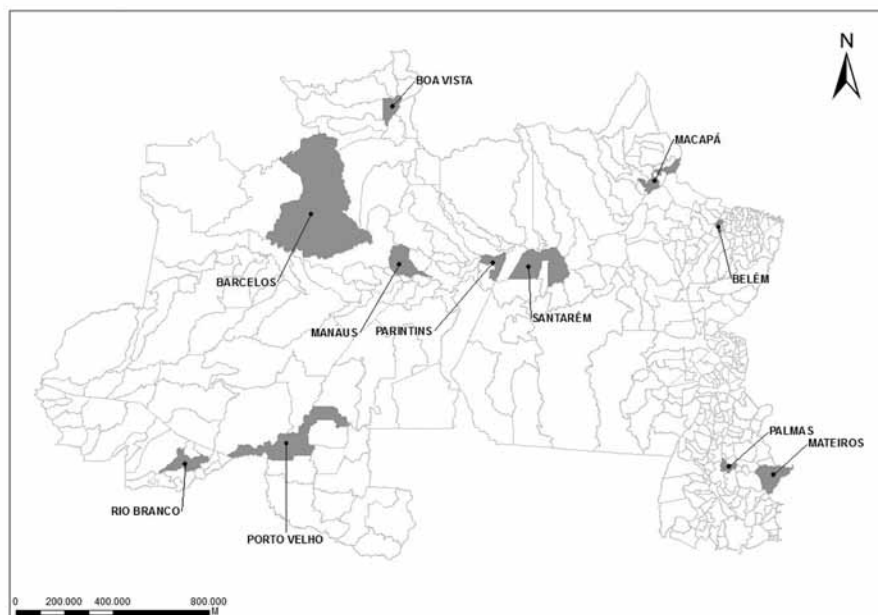 N
BOA VISTA
MACAPÁ
BARCELOS
BELÉM
MANAUS
PARINTINS
SANTARÉM
PALMAS
MATEIROS
RIO BRANCO
PORTO VELHO
0 200.000 400.000 800.000
M